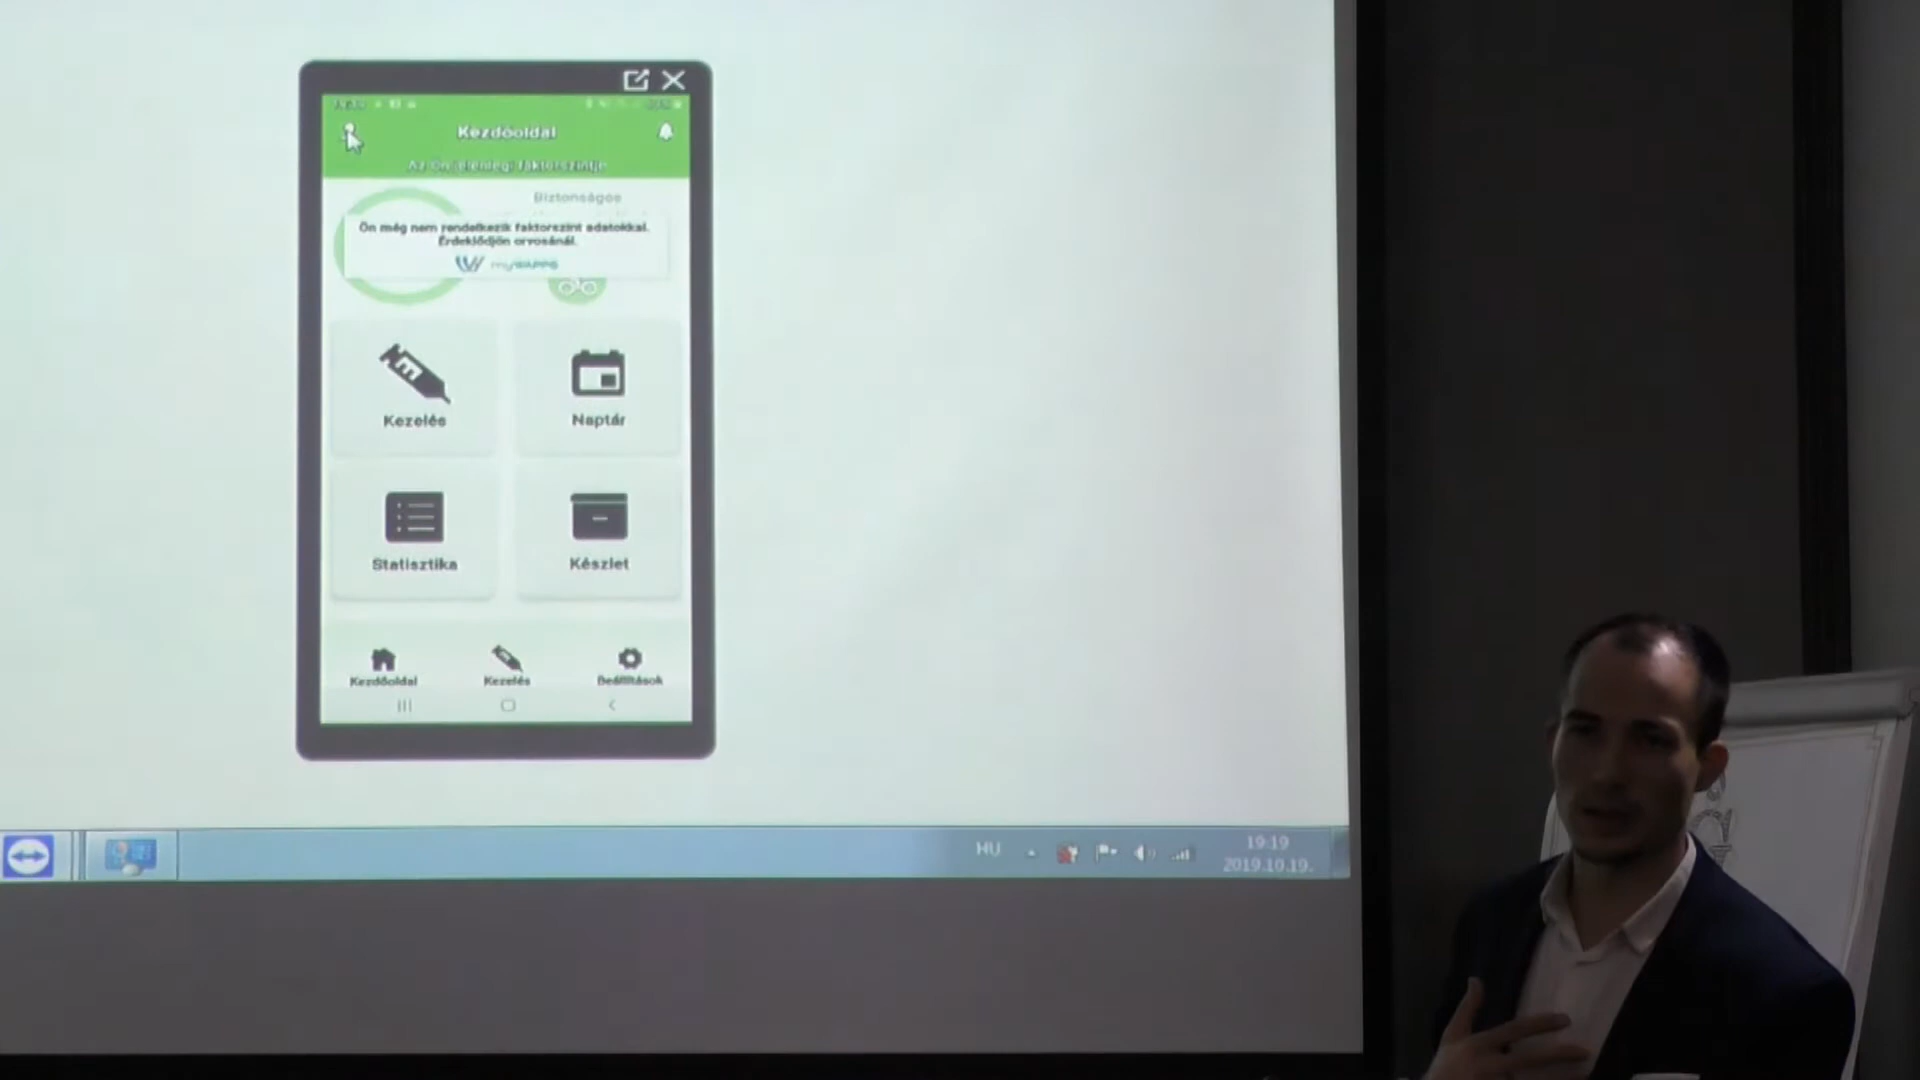 Kezdőoldal
Az Ön jelenlegi faktorszintje
Biztonságos
Ön még nem rendelkezik faktorszint adatokkal.
Érdeklődjön orvosánál.
myWAPPS
Kezelés
Naptár
Statisztika
Készlet
Kezdőoldal
Kezelés
Beállítások
HU
19:19
2019.10.19.